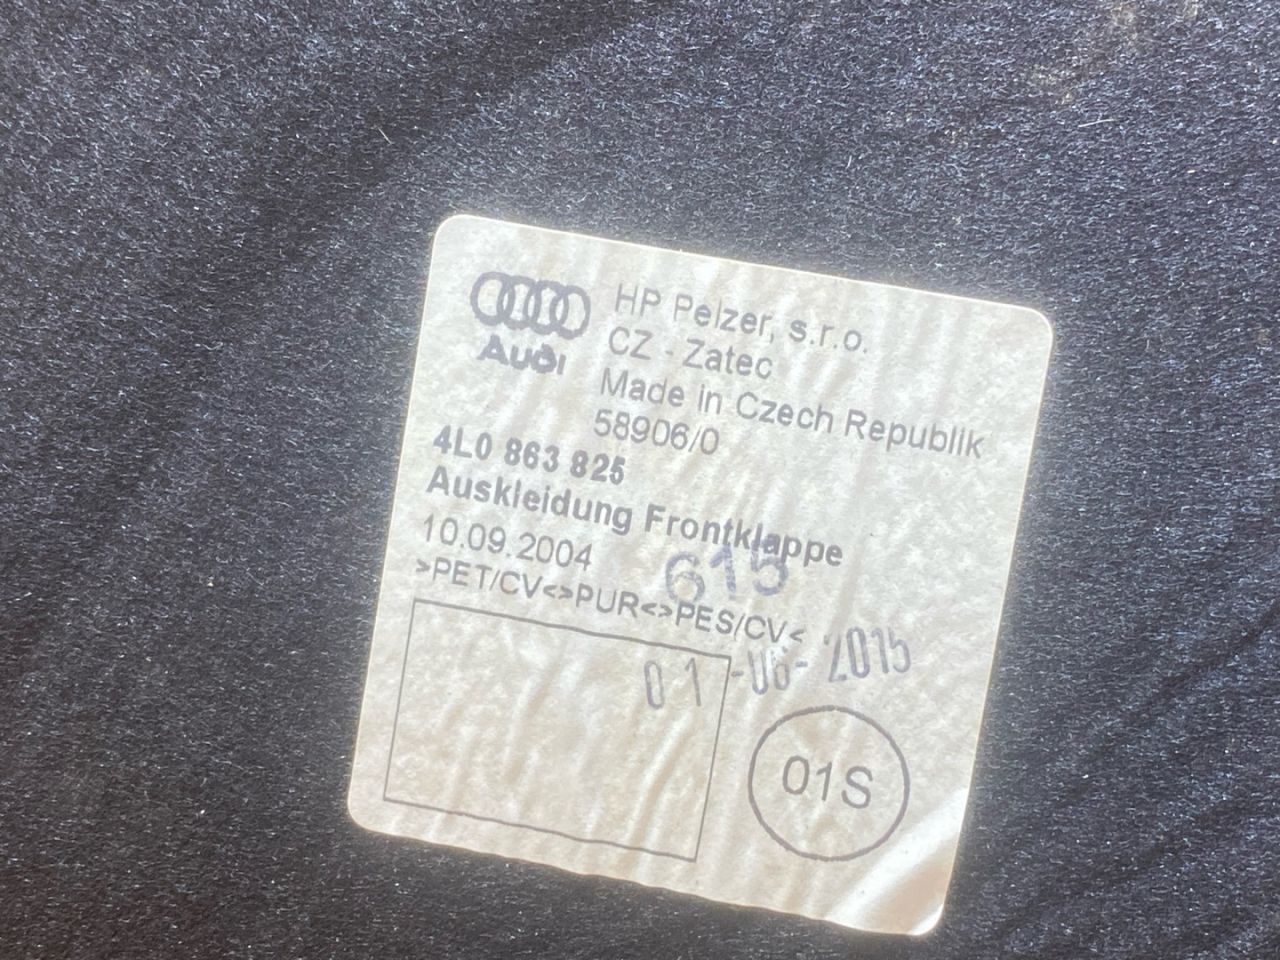 HP Pelzer, s.r.o.
Audi
CZ - Zatec
Made in Czech Republik
58906/0
4L0 863 825
Auskleidung Frontklappe
10.09.2004
615
>PET/CV<>PUR<>PES/CV<
01-06-2015
01S